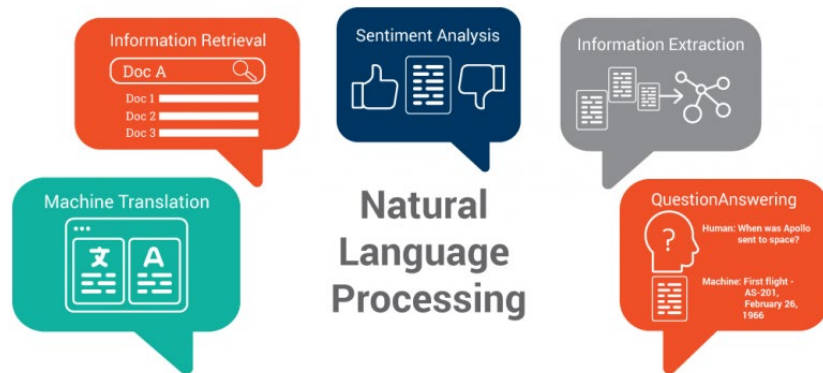 Information Retrieval
Doc A
Doc 1
Doc 2
Doc 3
Sentiment Analysis
Information Extraction
Machine Translation
文 A
Natural
Language
Processing
QuestionAnswering
?
Human: When was Apollo
sent to space?
Machine: First flight -
AS-201,
February 26,
1966